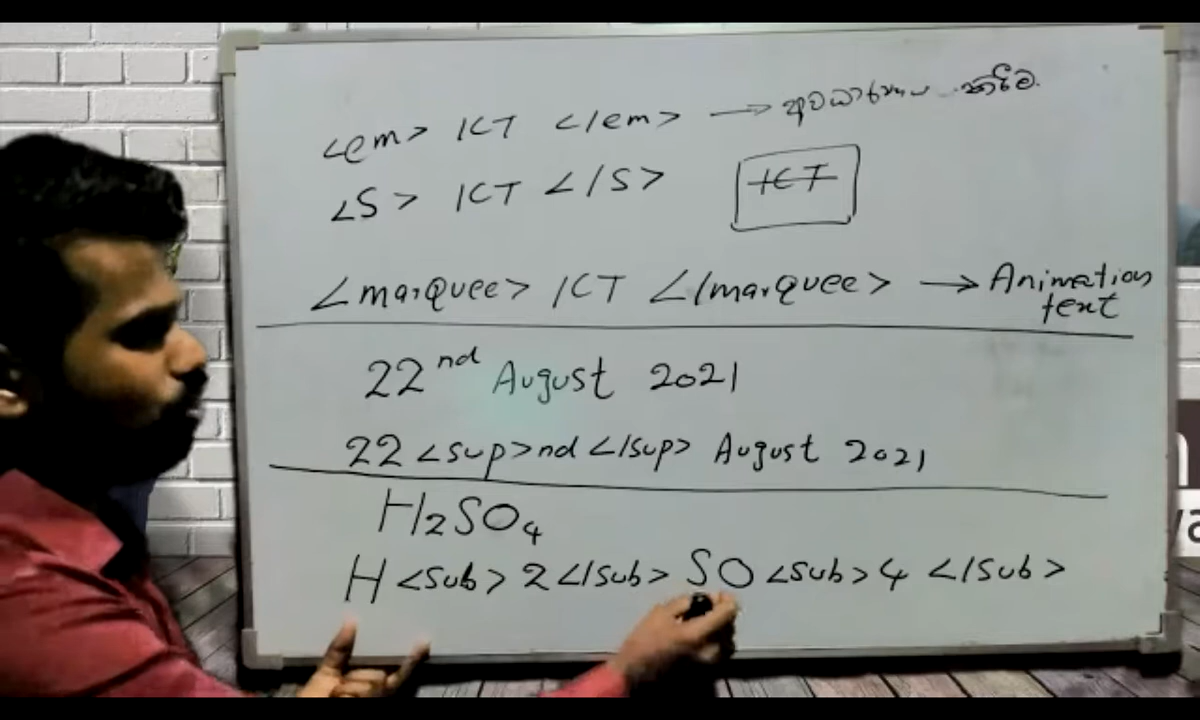 <em> ICT </em> → අවධාරණය කිරීම.
<S> ICT </S> ICT
<marquee> ICT </marquee> → Animation
text
22nd August 2021
22 <sup>nd </sup> August 2021
H2SO4
H <sub> 2 </sub> SO <sub> 4 </sub>